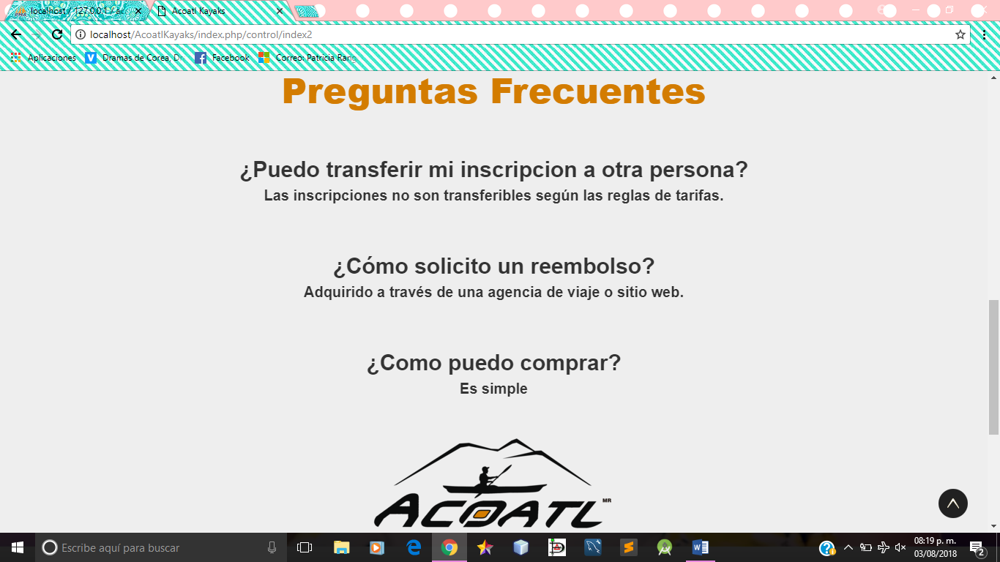 localhost / 127.0.0.1 / ac
Acoatl Kayaks
localhost/AcoatlKayaks/index.php/control/index2
Aplicaciones
Dramas de Corea, Dr
Facebook
Correo: Patricia Rang
Preguntas Frecuentes
¿Puedo transferir mi inscripcion a otra persona?
Las inscripciones no son transferibles según las reglas de tarifas.
¿Cómo solicito un reembolso?
Adquirido a través de una agencia de viaje o sitio web.
¿Como puedo comprar?
Es simple
ACOATL MR
Escribe aquí para buscar
08:19 p. m.
03/08/2018
2